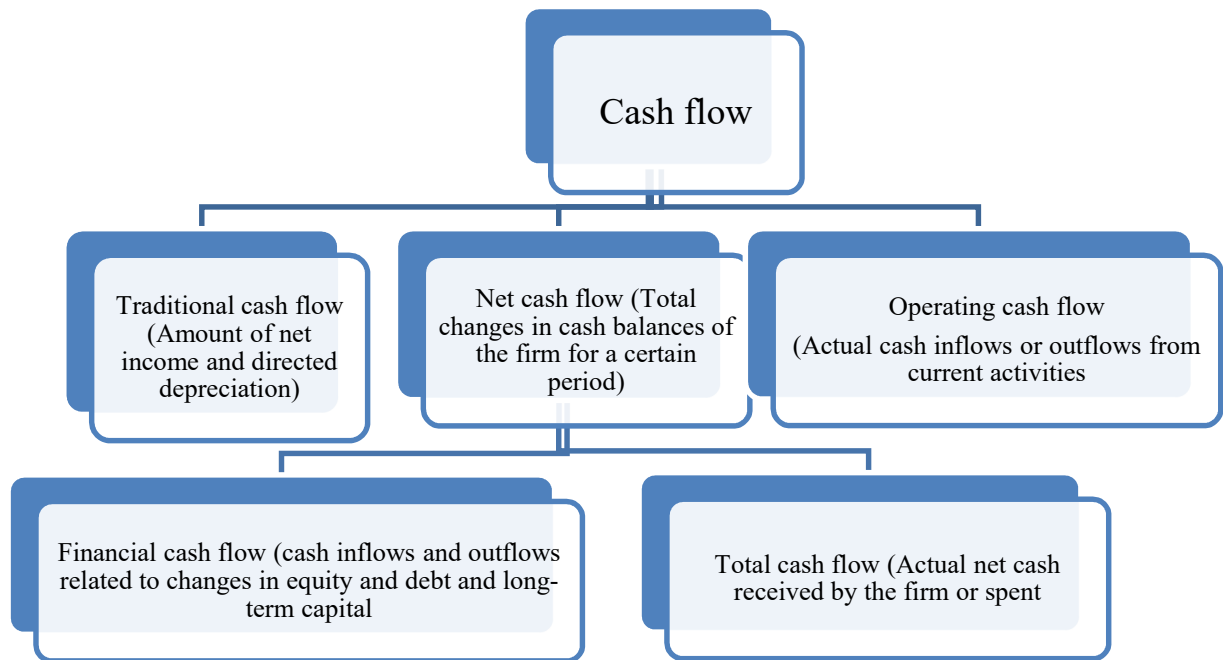 Cash flow
Traditional cash flow
(Amount of net
income and directed
depreciation)
Net cash flow (Total
changes in cash balances of
the firm for a certain
period)
Operating cash flow
(Actual cash inflows or outflows from
current activities
Financial cash flow (cash inflows and outflows
related to changes in equity and debt and long-
term capital
Total cash flow (Actual net cash
received by the firm or spent